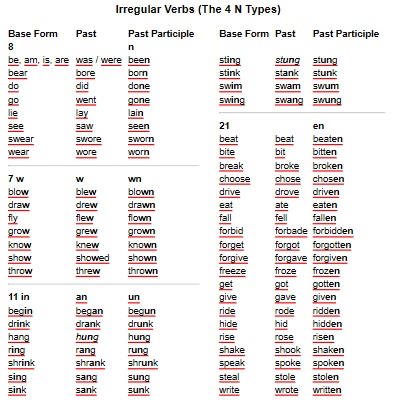 Irregular Verbs (The 4 N Types)
Base Form Past Past Participle
8 n
be, am, is, are was / were been
bear bore born
do did done
go went gone
lie lay lain
see saw seen
swear swore sworn
wear wore worn
7 w w wn
blow blew blown
draw drew drawn
fly flew flown
grow grew grown
know knew known
show showed shown
throw threw thrown
11 in an un
begin began begun
drink drank drunk
hang hung hung
ring rang rung
shrink shrank shrunk
sing sang sung
sink sank sunk
Base Form Past Past Participle
sting stung stung
stink stank stunk
swim swam swum
swing swang swung
21 en
beat beat beaten
bite bit bitten
break broke broken
choose chose chosen
drive drove driven
eat ate eaten
fall fell fallen
forbid forbade forbidden
forget forgot forgotten
forgive forgave forgiven
freeze froze frozen
get got gotten
give gave given
ride rode ridden
hide hid hidden
rise rose risen
shake shook shaken
speak spoke spoken
steal stole stolen
write wrote written